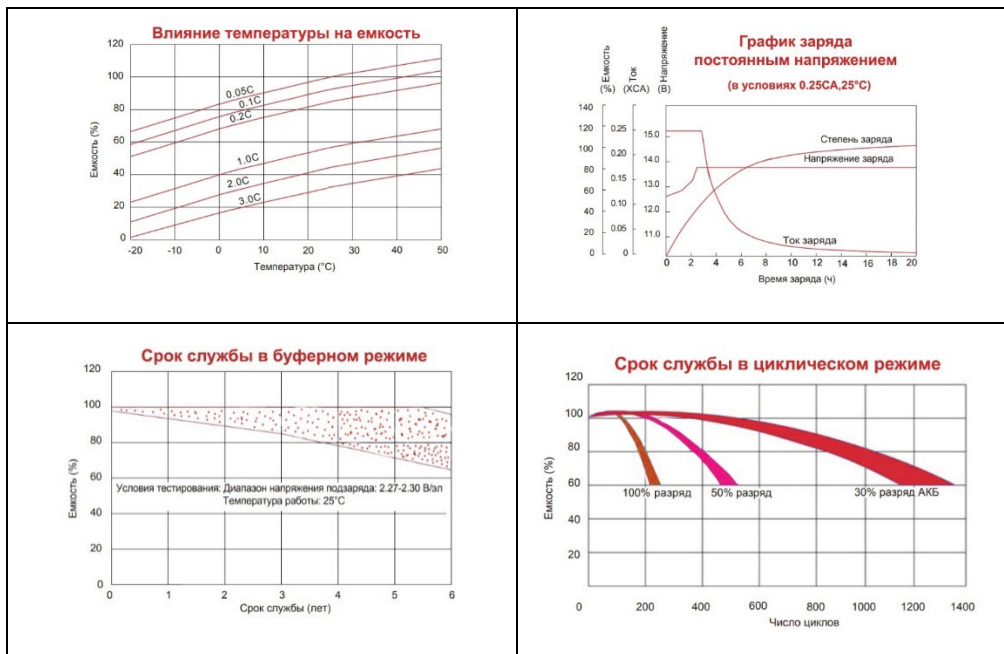 Влияние температуры на емкость
120
100
80
60
40
20
0
Емкость (%)
0.05C
0.1C
0.2C
1.0C
2.0C
3.0C
-20 -10 0 10 20 30 40 50
Температура (°C)
График заряда
постоянным напряжением
(в условиях 0.25CA,25°C)
Емкость (%)
Ток (XCA)
Напряжение (В)
140
120 0.25 15.0
100 0.20 14.0
80 0.15 13.0
60
40 0.10 12.0
20 0.05 11.0
0 0 10.0
Степень заряда
Напряжение заряда
Ток заряда
0 2 4 6 8 10 12 14 16 18 20
Время заряда (ч)
Срок службы в буферном режиме
120
100
80
60
40
20
0
Емкость (%)
Условия тестирования: Диапазон напряжения подзаряда: 2.27-2.30 В/эл
Температура работы: 25°C
0 1 2 3 4 5 6
Срок службы (лет)
Срок службы в циклическом режиме
120
100
80
60
40
20
0
Емкость (%)
100% разряд
50% разряд
30% разряд АКБ
200 400 600 800 1000 1200 1400
Число циклов